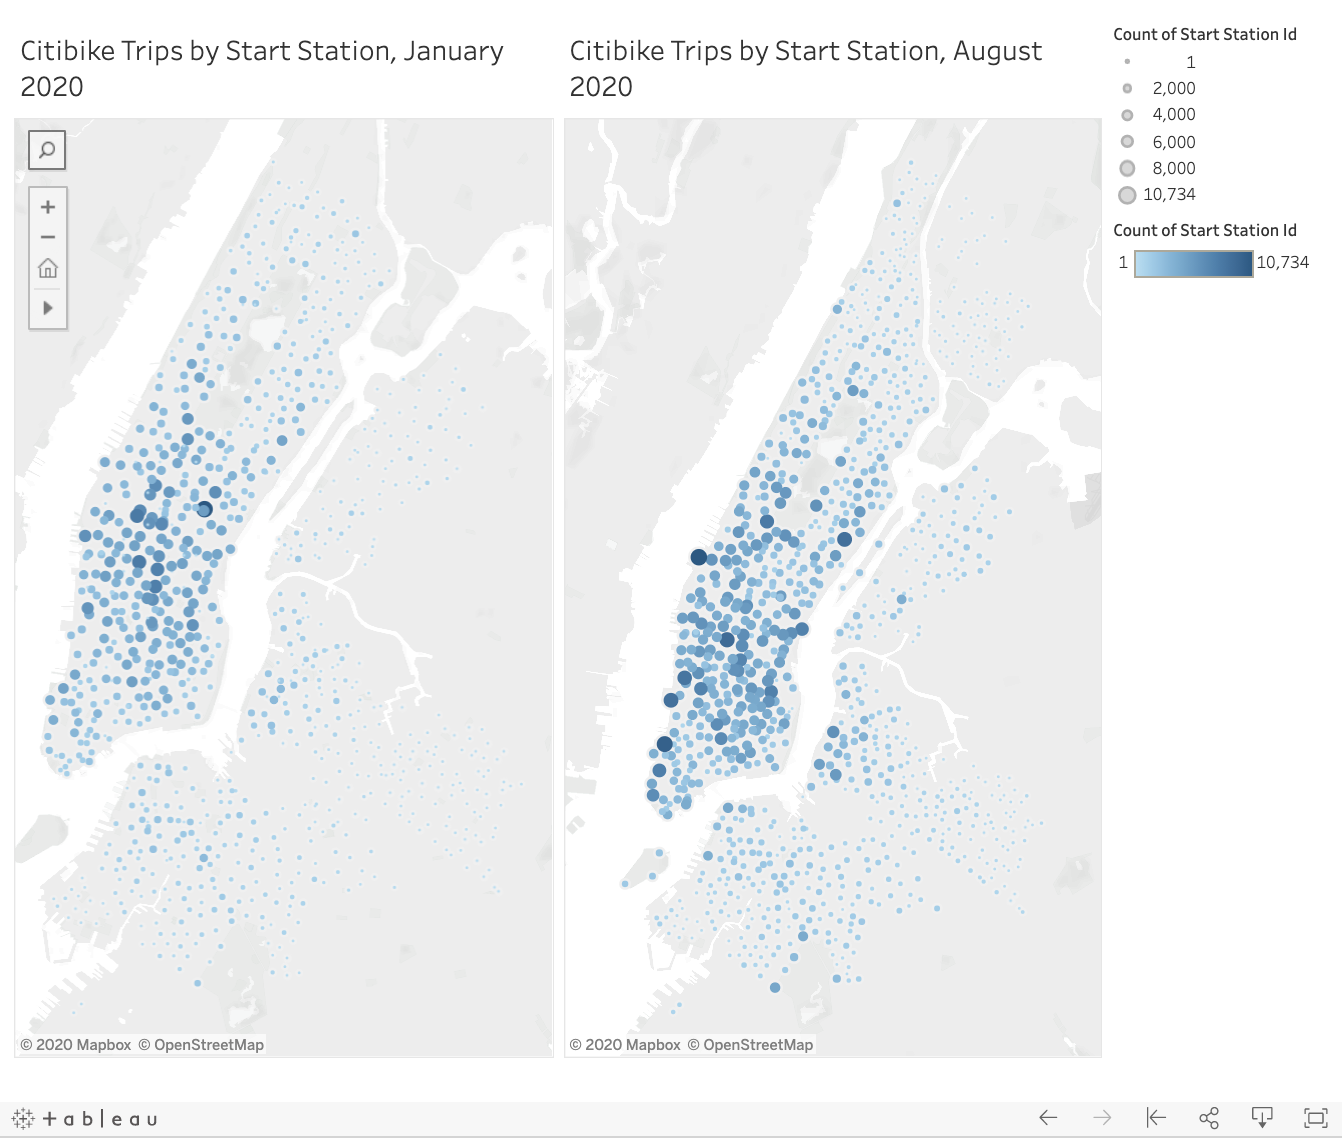 Citibike Trips by Start Station, January
2020
Citibike Trips by Start Station, August
2020
Count of Start Station Id
1
2,000
4,000
6,000
8,000
10,734
Count of Start Station Id
1 10,734
© 2020 Mapbox © OpenStreetMap
© 2020 Mapbox © OpenStreetMap
+ a b l e a u